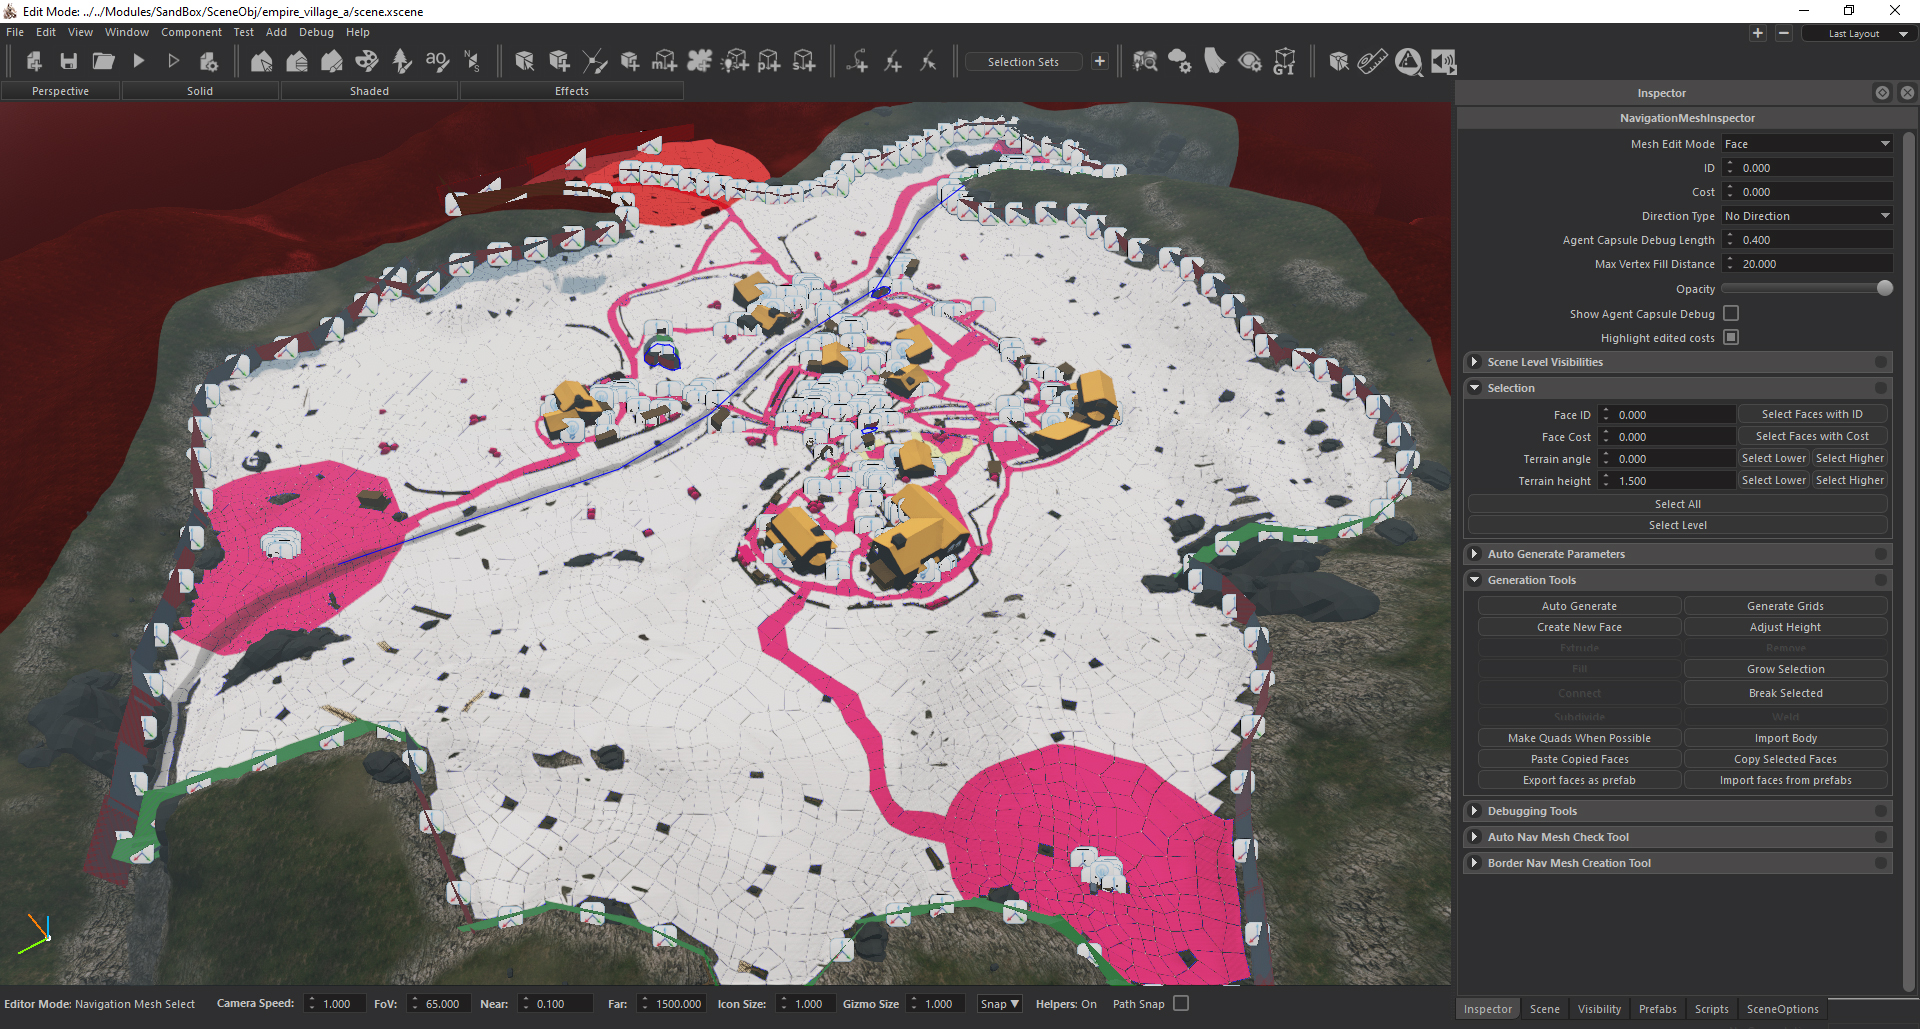 Edit Mode: ../../Modules/SandBox/SceneObj/empire_village_a/scene.xscene
File Edit View Window Component Test Add Debug Help
Last Layout
Selection Sets
GI
Perspective Solid Shaded Effects
Inspector
NavigationMeshInspector
Mesh Edit Mode Face
ID 0.000
Cost 0.000
Direction Type No Direction
Agent Capsule Debug Length 0.400
Max Vertex Fill Distance 20.000
Opacity
Show Agent Capsule Debug
Highlight edited costs
Scene Level Visibilities
Selection
Face ID 0.000 Select Faces with ID
Face Cost 0.000 Select Faces with Cost
Terrain angle 0.000 Select Lower Select Higher
Terrain height 1.500 Select Lower Select Higher
Select All
Select Level
Auto Generate Parameters
Generation Tools
Auto Generate Generate Grids
Create New Face Adjust Height
Extrude Remove
Fill Grow Selection
Connect Break Selected
Subdivide Weld
Make Quads When Possible Import Body
Paste Copied Faces Copy Selected Faces
Export faces as prefab Import faces from prefabs
Debugging Tools
Auto Nav Mesh Check Tool
Border Nav Mesh Creation Tool
Editor Mode: Navigation Mesh Select Camera Speed: 1.000 FoV: 65.000 Near: 0.100 Far: 1500.000 Icon Size: 1.000 Gizmo Size 1.000 Snap Helpers: On Path Snap
Inspector Scene Visibility Prefabs Scripts SceneOptions